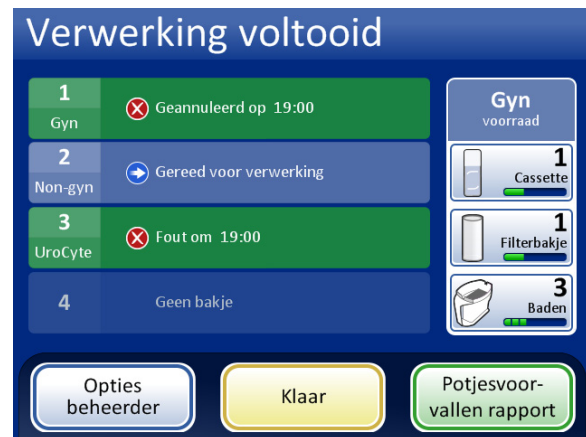 Verwerking voltooid
1
Gyn
Geannuleerd op 19:00
2
Non-gyn
Gereed voor verwerking
3
UroCyte
Fout om 19:00
4
Geen bakje
Gyn
voorraad
1
Cassette
1
Filterbakje
3
Baden
Opties
beheerder
Klaar
Potjesvoor-
vallen rapport